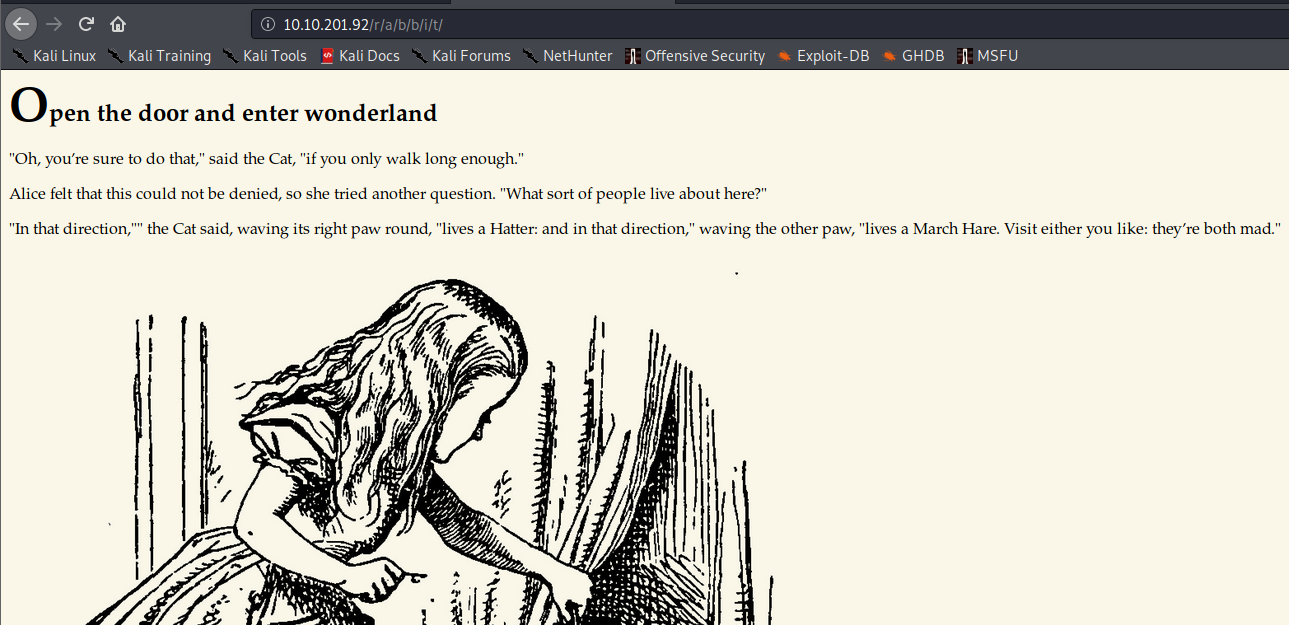 10.10.201.92/r/a/b/b/i/t/
Kali Linux Kali Training Kali Tools Kali Docs Kali Forums NetHunter Offensive Security Exploit-DB GHDB MSFU
Open the door and enter wonderland
"Oh, you’re sure to do that," said the Cat, "if you only walk long enough."
Alice felt that this could not be denied, so she tried another question. "What sort of people live about here?"
"In that direction,"" the Cat said, waving its right paw round, "lives a Hatter: and in that direction," waving the other paw, "lives a March Hare. Visit either you like: they’re both mad."